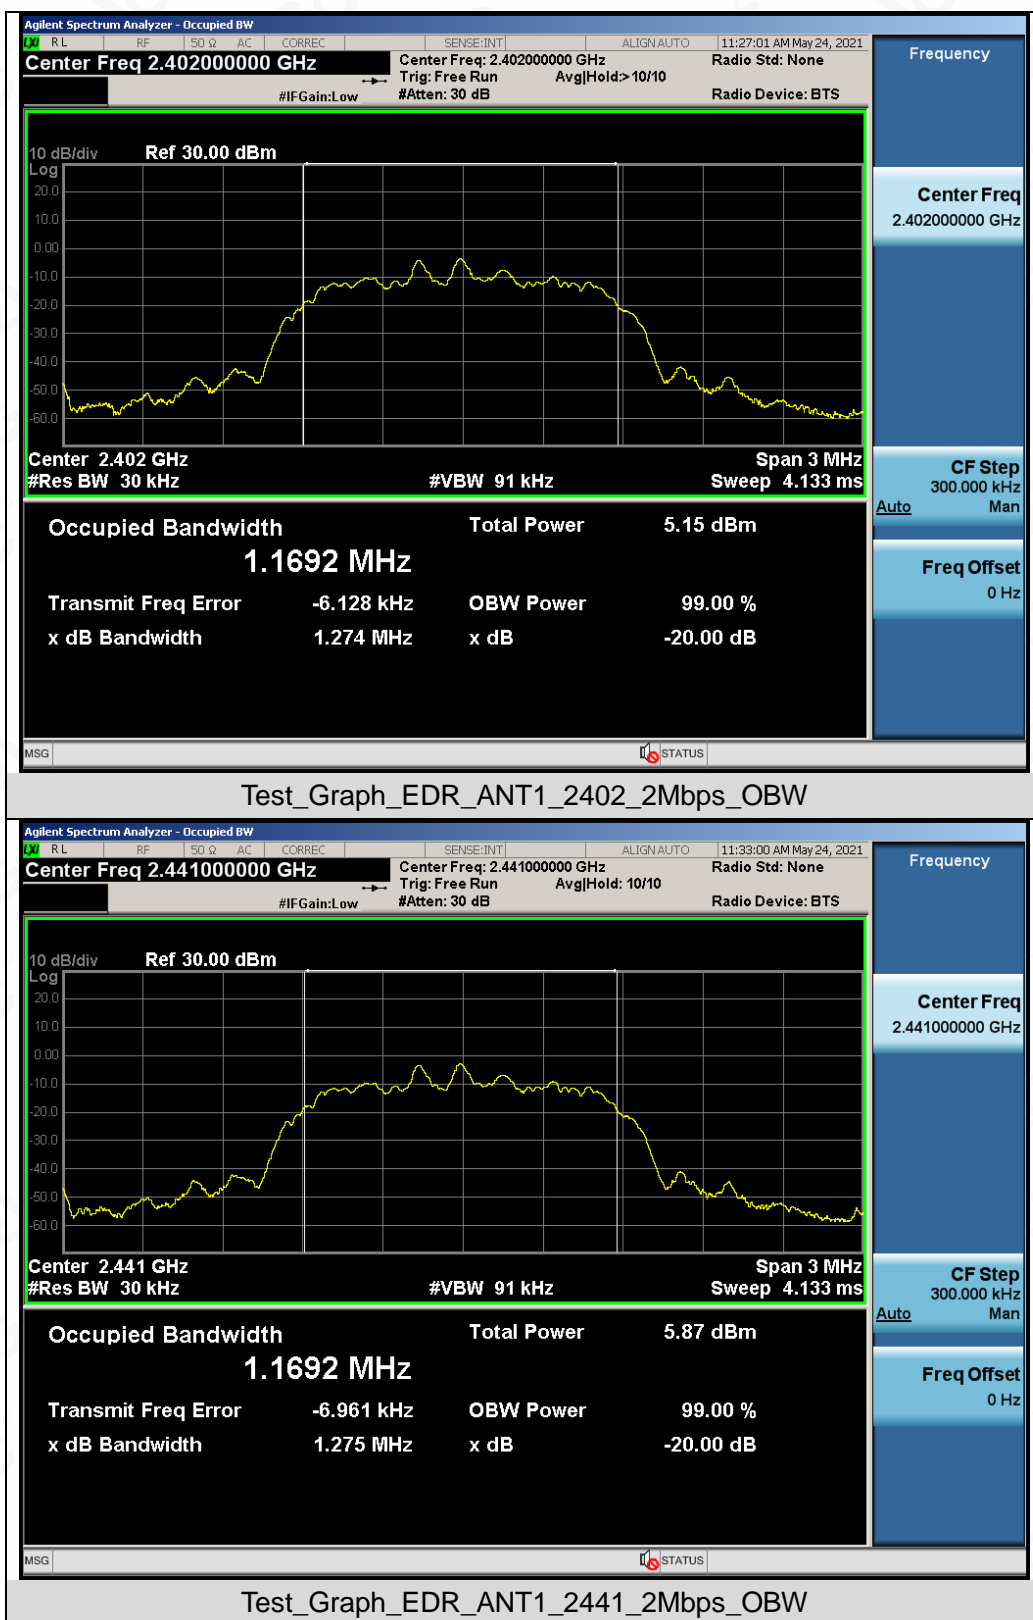 Agilent Spectrum Analyzer - Occupied BW
LXI RL RF 50 Ω AC CORREC SENSE:INT ALIGN AUTO 11:27:01 AM May 24, 2021
Center Freq 2.402000000 GHz
Center Freq: 2.402000000 GHz Radio Std: None
Trig: Free Run Avg|Hold:> 10/10
#IFGain:Low #Atten: 30 dB Radio Device: BTS
Frequency
10 dB/div Ref 30.00 dBm
Log
20.0
10.0
0.00
-10.0
-20.0
-30.0
-40.0
-50.0
-60.0
Center 2.402 GHz Span 3 MHz
#Res BW 30 kHz #VBW 91 kHz Sweep 4.133 ms
Center Freq
2.402000000 GHz
CF Step
300.000 kHz
Auto Man
Freq Offset
0 Hz
Occupied Bandwidth Total Power 5.15 dBm
1.1692 MHz
Transmit Freq Error -6.128 kHz OBW Power 99.00 %
x dB Bandwidth 1.274 MHz x dB -20.00 dB
MSG STATUS
Test_Graph_EDR_ANT1_2402_2Mbps_OBW
Agilent Spectrum Analyzer - Occupied BW
LXI RL RF 50 Ω AC CORREC SENSE:INT ALIGN AUTO 11:33:00 AM May 24, 2021
Center Freq 2.441000000 GHz
Center Freq: 2.441000000 GHz Radio Std: None
Trig: Free Run Avg|Hold: 10/10
#IFGain:Low #Atten: 30 dB Radio Device: BTS
Frequency
10 dB/div Ref 30.00 dBm
Log
20.0
10.0
0.00
-10.0
-20.0
-30.0
-40.0
-50.0
-60.0
Center 2.441 GHz Span 3 MHz
#Res BW 30 kHz #VBW 91 kHz Sweep 4.133 ms
Center Freq
2.441000000 GHz
CF Step
300.000 kHz
Auto Man
Freq Offset
0 Hz
Occupied Bandwidth Total Power 5.87 dBm
1.1692 MHz
Transmit Freq Error -6.961 kHz OBW Power 99.00 %
x dB Bandwidth 1.275 MHz x dB -20.00 dB
MSG STATUS
Test_Graph_EDR_ANT1_2441_2Mbps_OBW